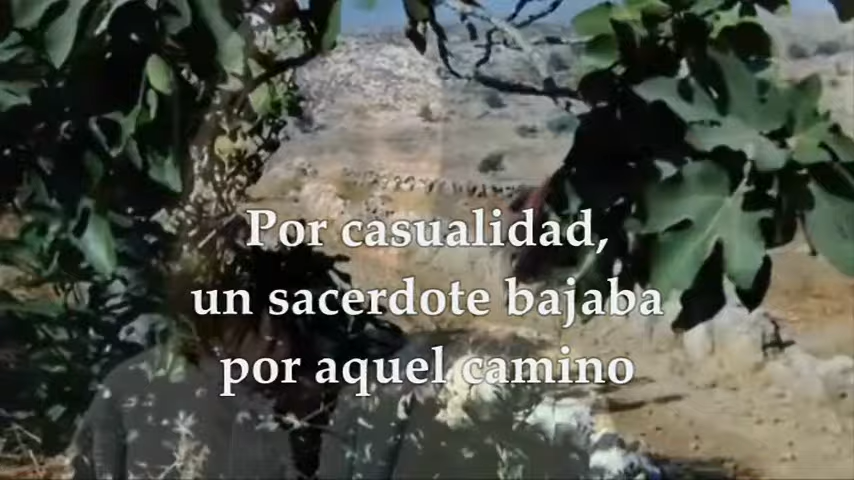 Por casualidad,
un sacerdote bajaba
por aquel camino